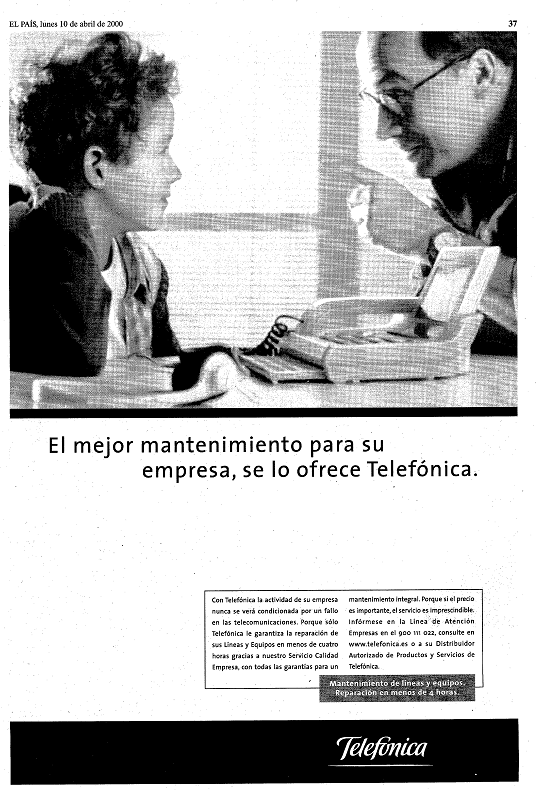 EL PAÍS, lunes 10 de abril de 2000
37
El mejor mantenimiento para su
empresa, se lo ofrece Telefónica.
Con Telefónica la actividad de su empresa
nunca se verá condicionada por un fallo
en las telecomunicaciones. Porque sólo
Telefónica le garantiza la reparación de
sus Líneas y Equipos en menos de cuatro
horas gracias a nuestro Servicio Calidad
Empresa, con todas las garantías para un
mantenimiento integral. Porque si el precio
es importante, el servicio es imprescindible.
Infórmese en la Línea de Atención
Empresas en el 900 111 022, consulte en
www.telefonica.es o a su Distribuidor
Autorizado de Productos y Servicios de
Telefónica.
Mantenimiento de líneas y equipos.
Reparación en menos de 4 horas.
Telefónica